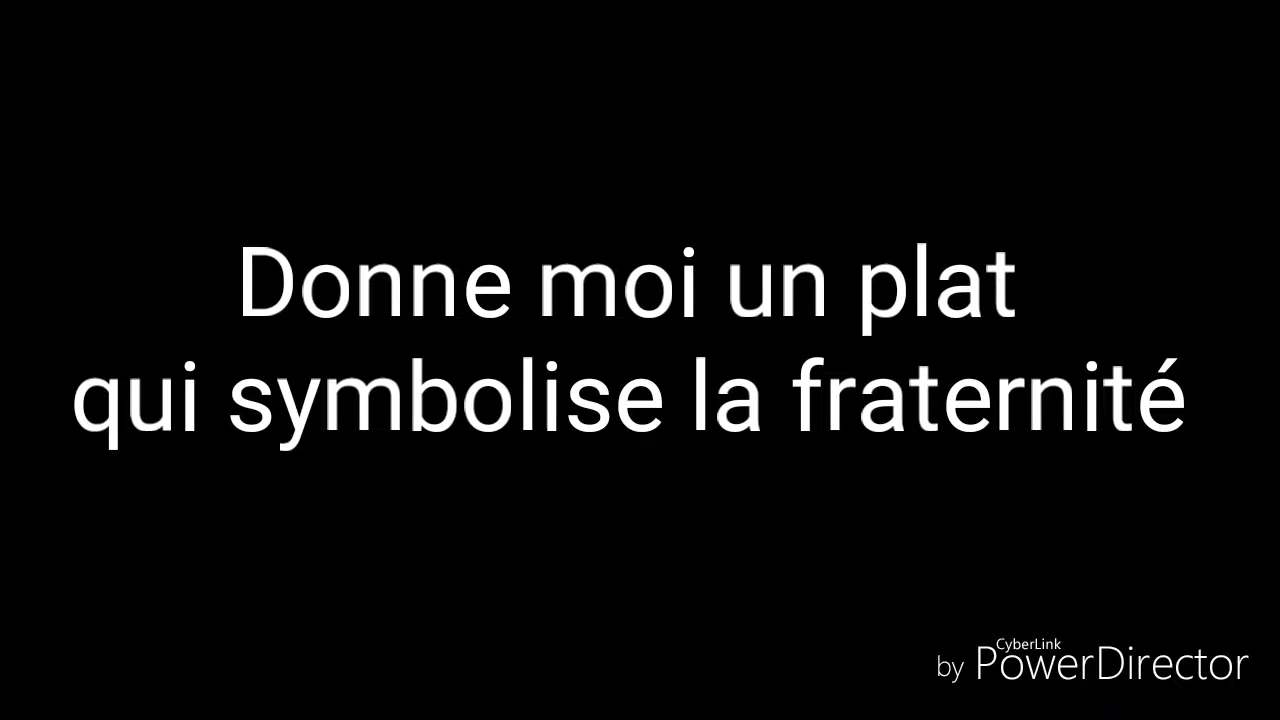 Donne moi un plat
qui symbolise la fraternité
CyberLink
by PowerDirector